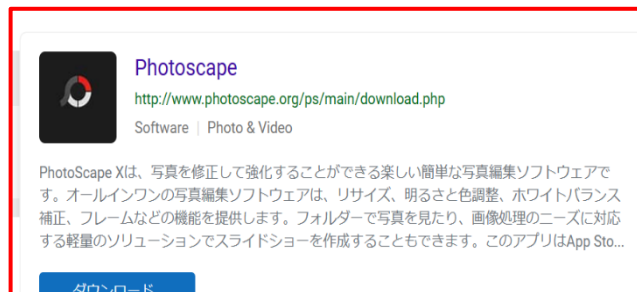 Photoscape
http://www.photoscape.org/ps/main/download.php
Software | Photo & Video
PhotoScape Xは、写真を修正して強化することができる楽しい簡単な写真編集ソフトウェアで
す。オールインワンの写真編集ソフトウェアは、リサイズ、明るさと色調整、ホワイトバランス
補正、フレームなどの機能を提供します。フォルダーで写真を見たり、画像処理のニーズに対応
する軽量のソリューションでスライドショーを作成することもできます。このアプリはApp Sto...
ダウンロード